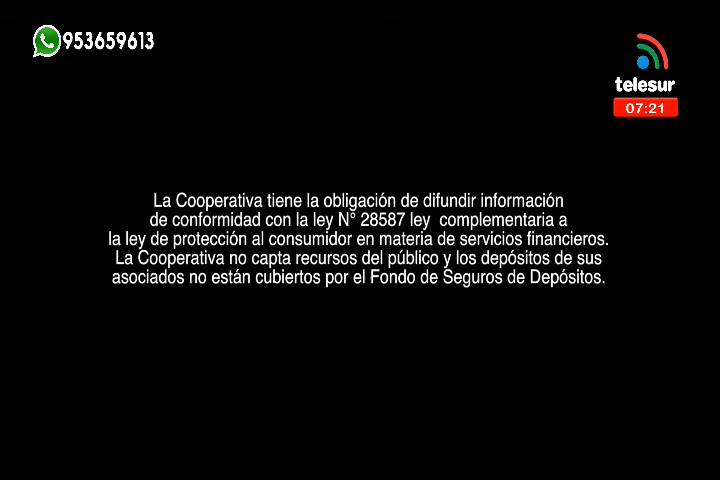 953659613
telesur
07:21
La Cooperativa tiene la obligación de difundir información
de conformidad con la ley N° 28587 ley complementaria a
la ley de protección al consumidor en materia de servicios financieros.
La Cooperativa no capta recursos del público y los depósitos de sus
asociados no están cubiertos por el Fondo de Seguros de Depósitos.